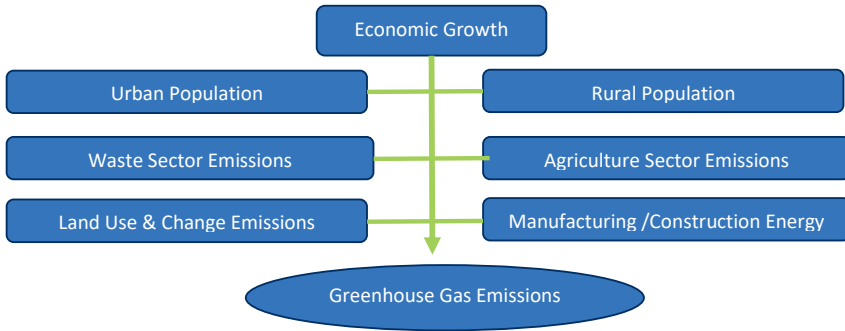 Economic Growth
Urban Population
Rural Population
Waste Sector Emissions
Agriculture Sector Emissions
Land Use & Change Emissions
Manufacturing /Construction Energy
Greenhouse Gas Emissions